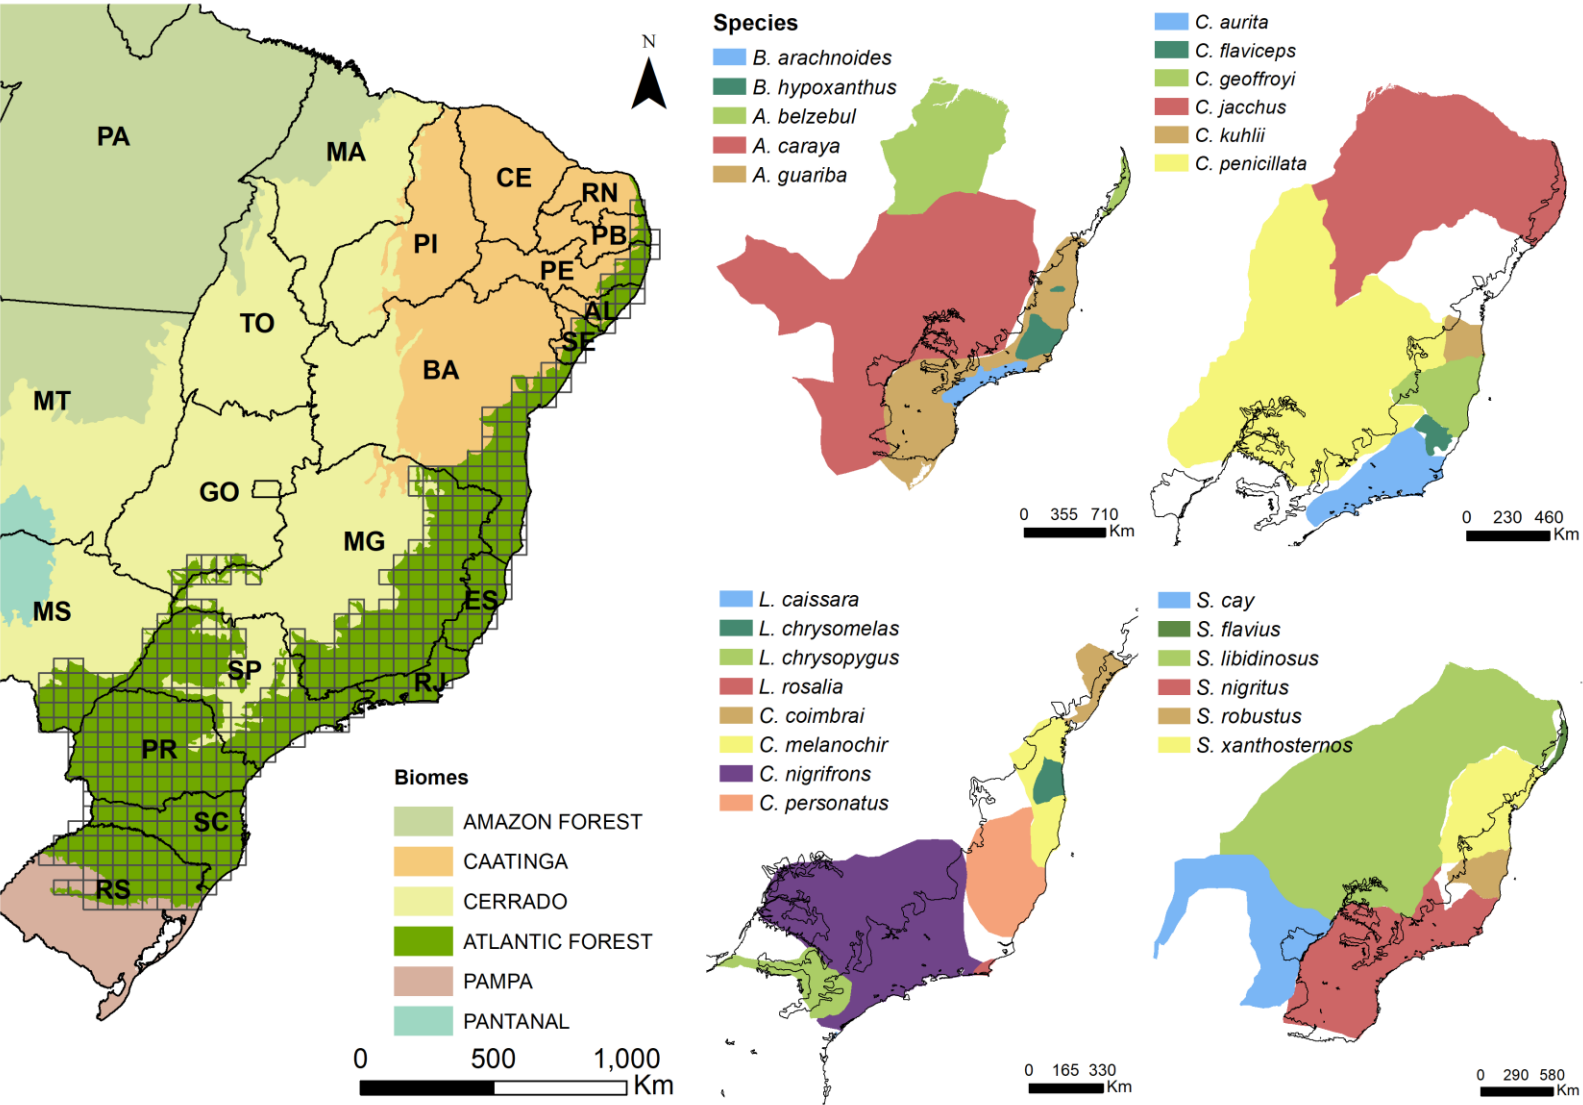 PA
MA
CE
RN
PB
PI
PE
AL
SE
TO
BA
MT
GO
MG
MS
ES
SP
RJ
PR
SC
RS
N
Biomes
AMAZON FOREST
CAATINGA
CERRADO
ATLANTIC FOREST
PAMPA
PANTANAL
0 500 1,000
Km
Species
B. arachnoides
B. hypoxanthus
A. belzebul
A. caraya
A. guariba
0 355 710
Km
C. aurita
C. flaviceps
C. geoffroyi
C. jacchus
C. kuhlii
C. penicillata
0 230 460
Km
L. caissara
L. chrysomelas
L. chrysopygus
L. rosalia
C. coimbrai
C. melanochir
C. nigrifrons
C. personatus
0 165 330
Km
S. cay
S. flavius
S. libidinosus
S. nigritus
S. robustus
S. xanthosternos
0 290 580
Km